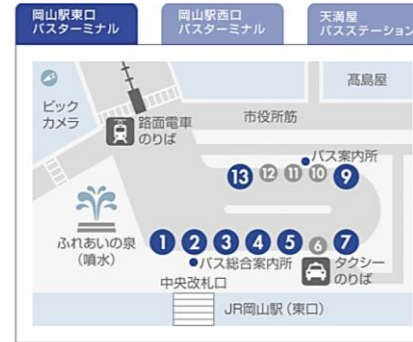 岡山駅東口
バスターミナル
岡山駅西口
バスターミナル
天満屋
バスステーション
髙島屋
ビック
カメラ
路面電車
のりば
市役所筋
バス案内所
13
12
11
10
9
ふれあいの泉
(噴水)
1
2
3
4
5
6
7
バス総合案内所
タクシー
のりば
中央改札口
JR岡山駅(東口)